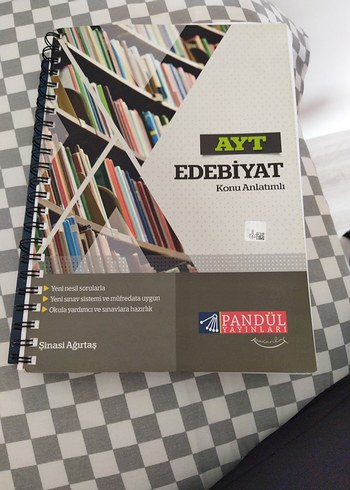 AYT
EDEBİYAT
Konu Anlatımlı
Yeni nesil sorularla
Yeni sınav sistemi ve müfredata uygun
Okula yardımcı ve sınavlara hazırlık
PANDÜL
YAYINLARI
Şinasi Ağırtaş